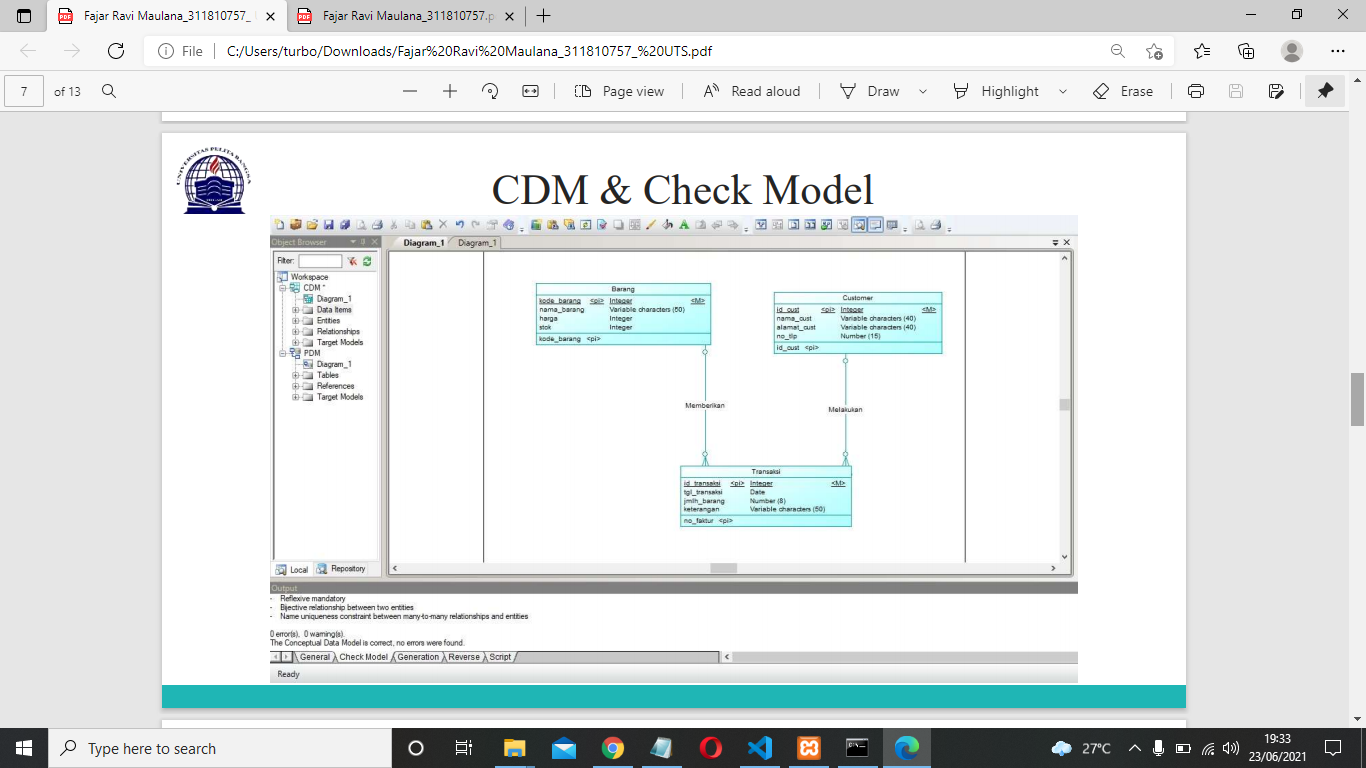 Fajar Ravi Maulana_311810757_
Fajar Ravi Maulana_311810757.p
File
C:/Users/turbo/Downloads/Fajar%20Ravi%20Maulana_311810757_%20UTS.pdf
7
of 13
Page view
Read aloud
Draw
Highlight
Erase
UNIVERSITAS PELITA BANGSA
CDM & Check Model
Object Browser
Filter:
Workspace
CDM *
Diagram_1
Data Items
Entities
Relationships
Target Models
PDM
Diagram_1
Tables
References
Target Models
Local
Repository
Diagram_1
Diagram_1
Barang
kode_barang <pi> Integer <M>
nama_barang Variable characters (50)
harga Integer
stok Integer
kode_barang <pi>
Customer
id_cust <pi> Integer <M>
nama_cust Variable characters (40)
alamat_cust Variable characters (40)
no_tlp Number (15)
id_cust <pi>
Memberikan
Melakukan
Transaksi
id_transaksi <pi> Integer <M>
tgl_transaksi Date
jmlh_barang Number (8)
keterangan Variable characters (50)
no_faktur <pi>
Output
- Reflexive mandatory
- Bijective relationship between two entities
- Name uniqueness constraint between many-to-many relationships and entities
0 error(s), 0 warning(s).
The Conceptual Data Model is correct, no errors were found.
General
Check Model
Generation
Reverse
Script
Ready
Type here to search
27°C
19:33
23/06/2021